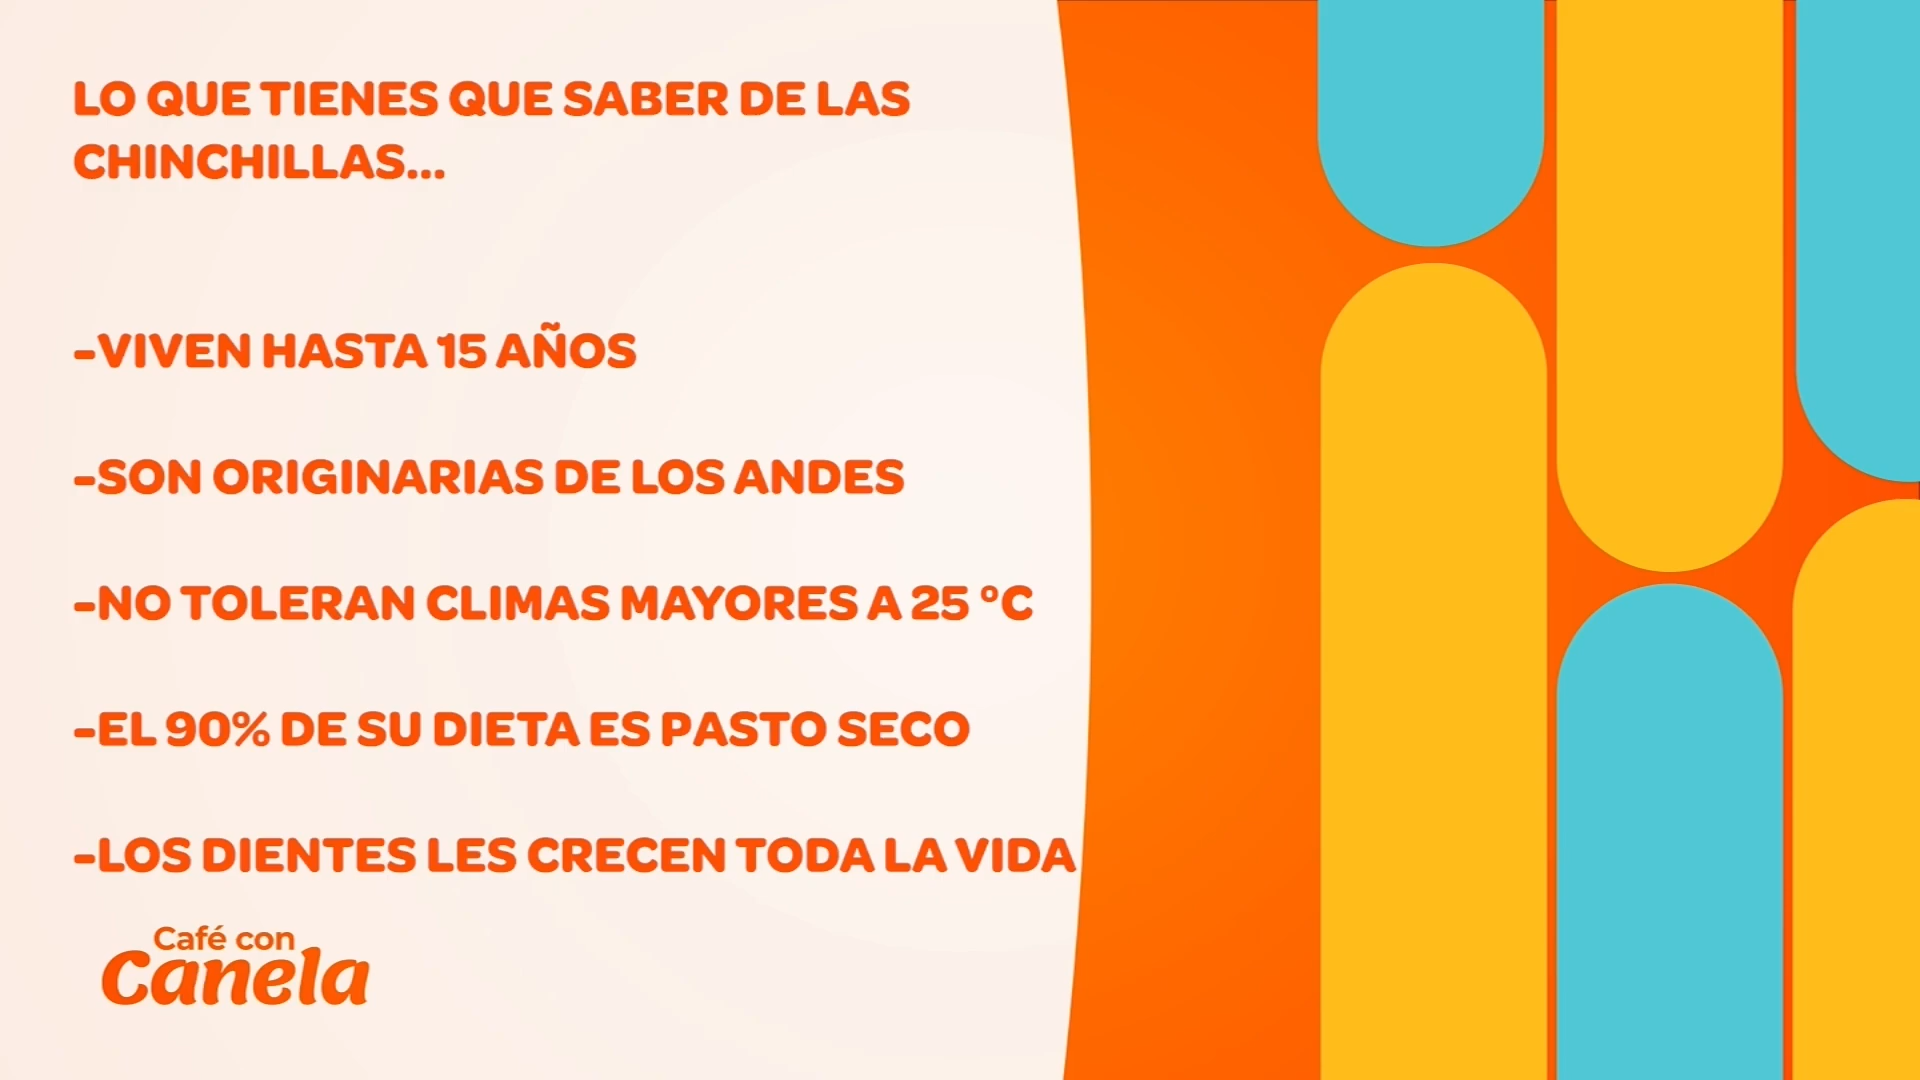 LO QUE TIENES QUE SABER DE LAS
CHINCHILLAS...
-VIVEN HASTA 15 AÑOS
-SON ORIGINARIAS DE LOS ANDES
-NO TOLERAN CLIMAS MAYORES A 25 °C
-EL 90% DE SU DIETA ES PASTO SECO
-LOS DIENTES LES CRECEN TODA LA VIDA
Café con
Canela